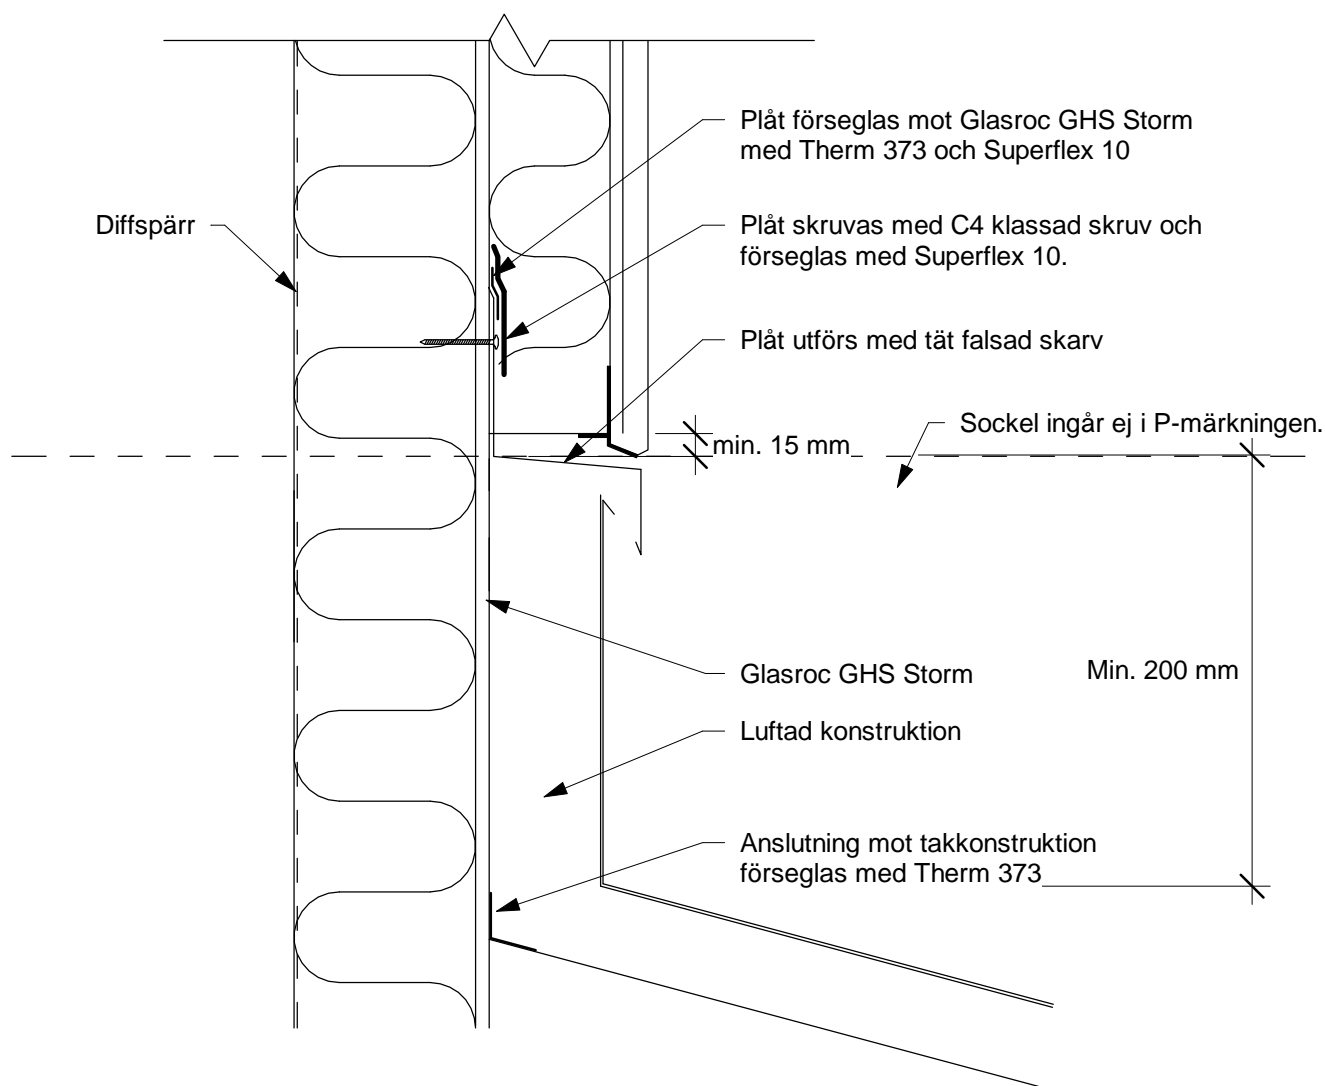 Plåt förseglas mot Glasroc GHS Storm
med Therm 373 och Superflex 10
Diffspärr
Plåt skruvas med C4 klassad skruv och
förseglas med Superflex 10.
Plåt utförs med tät falsad skarv
Sockel ingår ej i P-märkningen.
min. 15 mm
Glasroc GHS Storm
Min. 200 mm
Luftad konstruktion
Anslutning mot takkonstruktion
förseglas med Therm 373